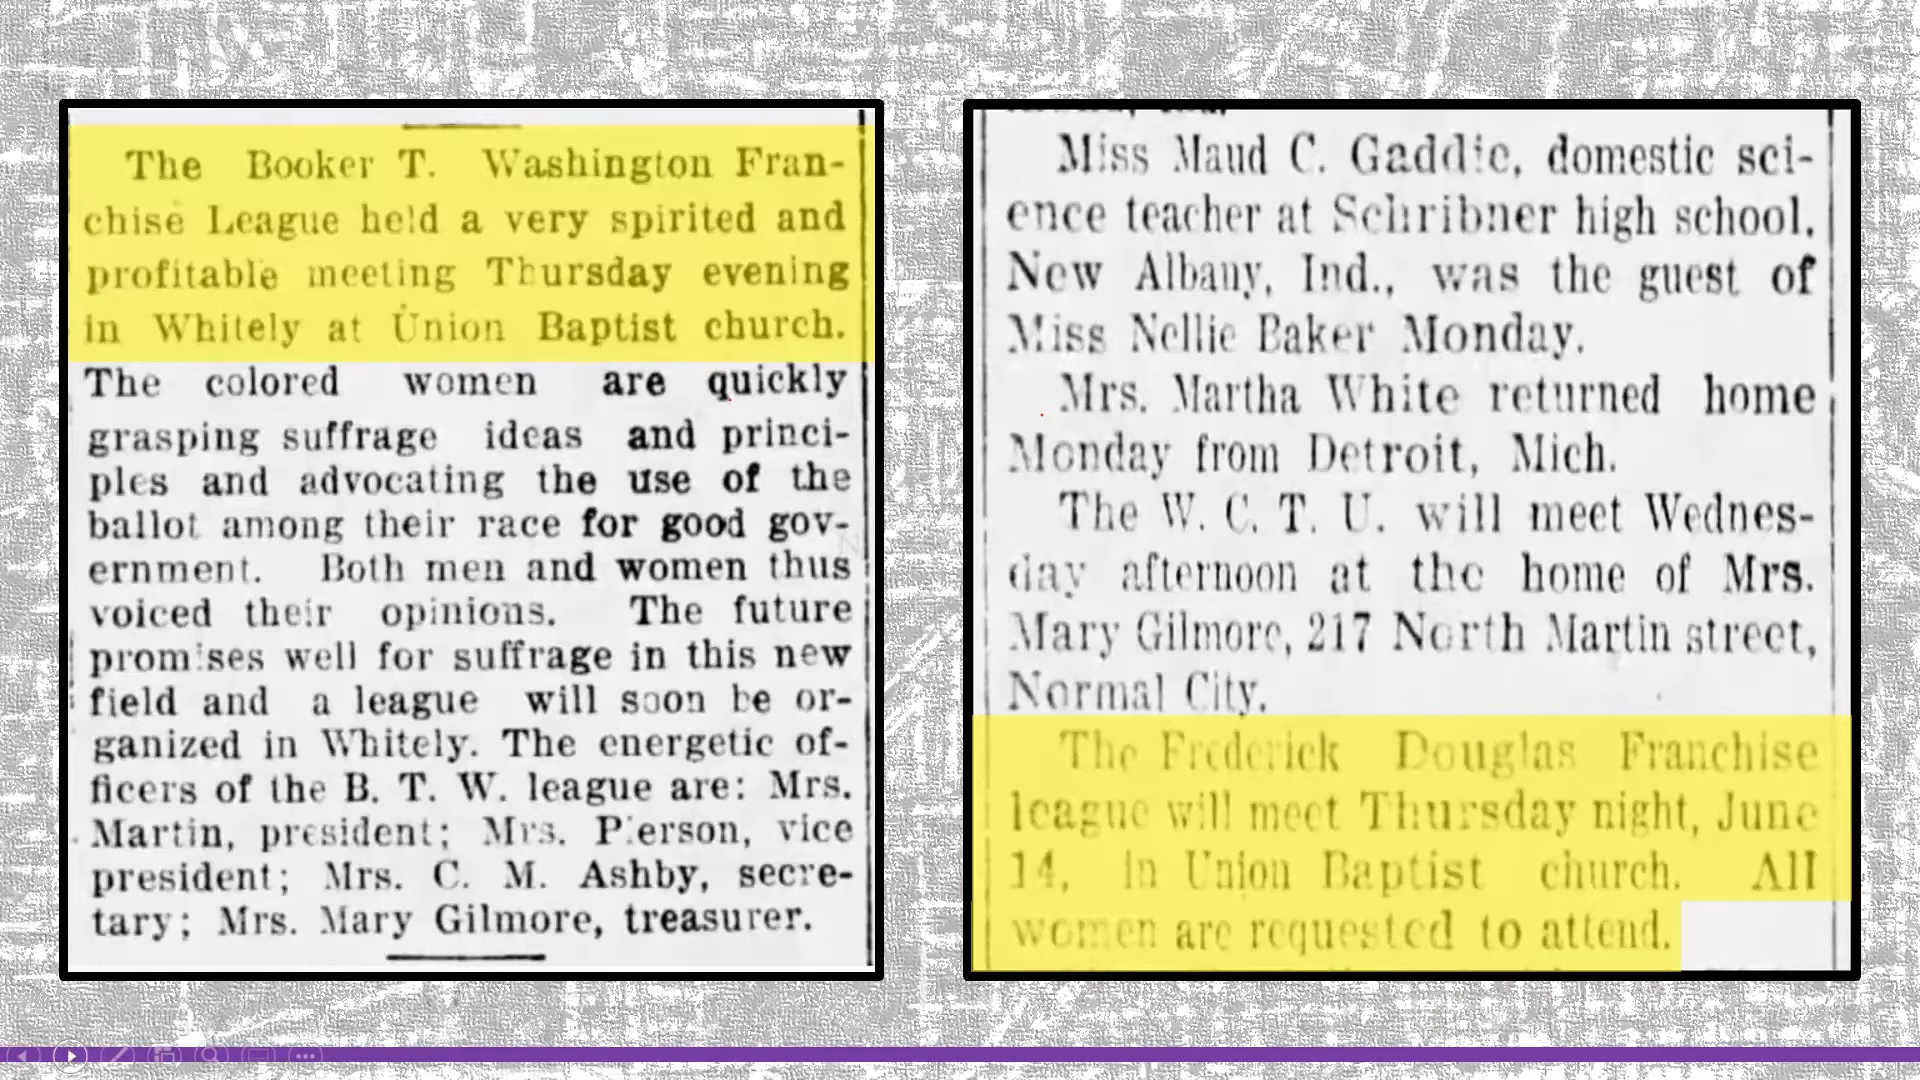 The Booker T. Washington Fran-
chise League held a very spirited and
profitable meeting Thursday evening
in Whitely at Union Baptist church.
The colored women are quickly
grasping suffrage ideas and princi-
ples and advocating the use of the
ballot among their race for good gov-
ernment. Both men and women thus
voiced their opinions. The future
promises well for suffrage in this new
field and a league will soon be or-
ganized in Whitely. The energetic of-
ficers of the B. T. W. league are: Mrs.
Martin, president; Mrs. Pierson, vice
president; Mrs. C. M. Ashby, secre-
tary; Mrs. Mary Gilmore, treasurer.
Miss Maud C. Gaddie, domestic sci-
ence teacher at Schribner high school,
New Albany, Ind., was the guest of
Miss Nellie Baker Monday.
Mrs. Martha White returned home
Monday from Detroit, Mich.
The W. C. T. U. will meet Wednes-
day afternoon at the home of Mrs.
Mary Gilmore, 217 North Martin street,
Normal City.
The Frederick Douglas Franchise
league will meet Thursday night, June
14, in Union Baptist church. All
women are requested to attend.